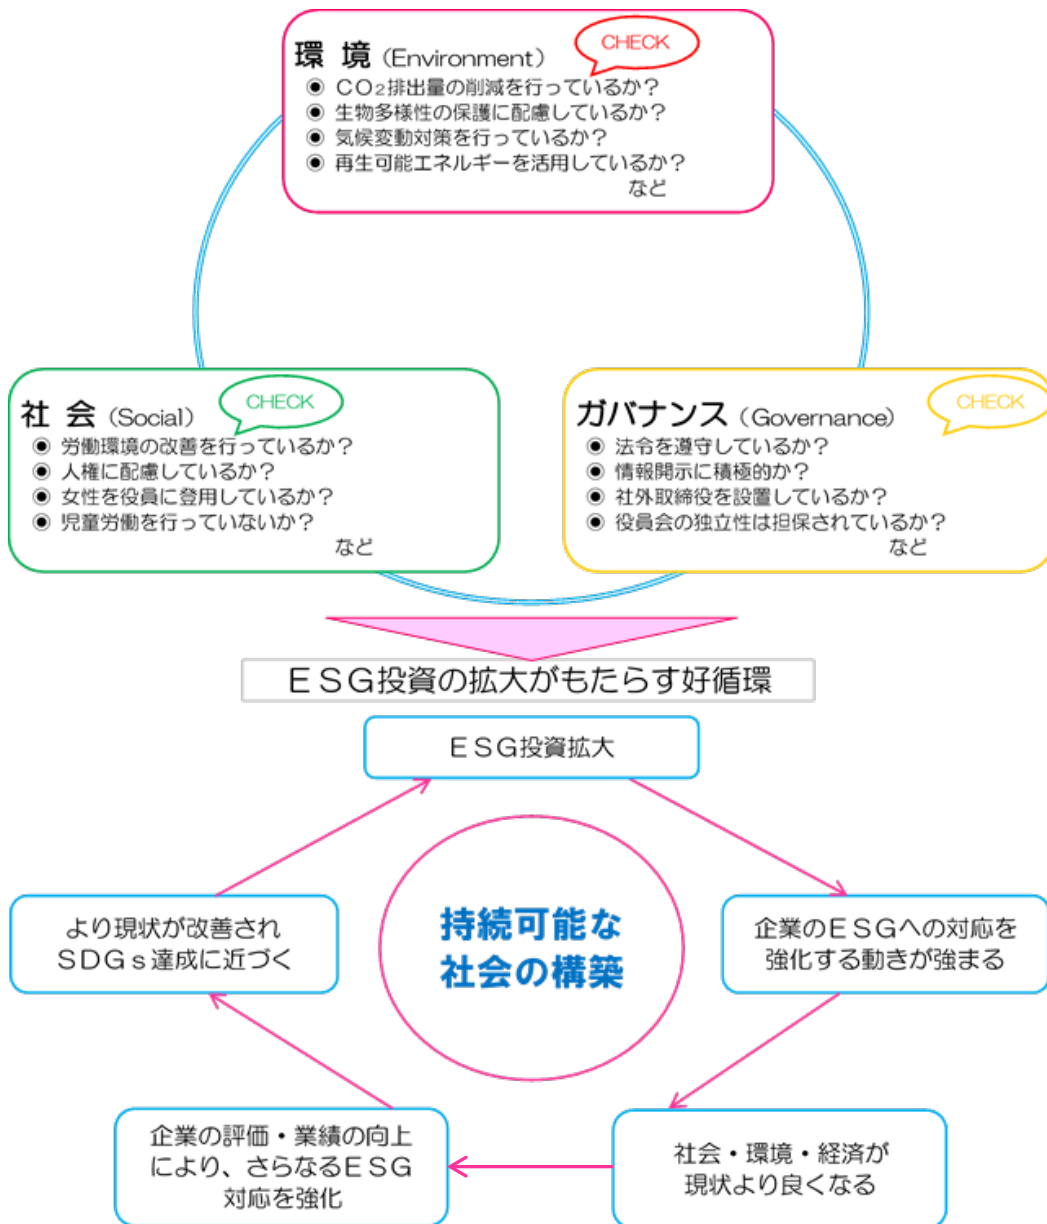 環 境 (Environment)
CHECK
◉ CO₂排出量の削減を行っているか?
◉ 生物多様性の保護に配慮しているか?
◉ 気候変動対策を行っているか?
◉ 再生可能エネルギーを活用しているか?
など
社 会 (Social)
CHECK
◉ 労働環境の改善を行っているか?
◉ 人権に配慮しているか?
◉ 女性を役員に登用しているか?
◉ 児童労働を行っていないか?
など
ガバナンス (Governance)
CHECK
◉ 法令を遵守しているか?
◉ 情報開示に積極的か?
◉ 社外取締役を設置しているか?
◉ 役員会の独立性は担保されているか?
など
ESG投資の拡大がもたらす好循環
ESG投資拡大
企業のESGへの対応を
強化する動きが強まる
社会・環境・経済が
現状より良くなる
企業の評価・業績の向上
により、さらなるESG
対応を強化
より現状が改善され
SDGs達成に近づく
持続可能な
社会の構築